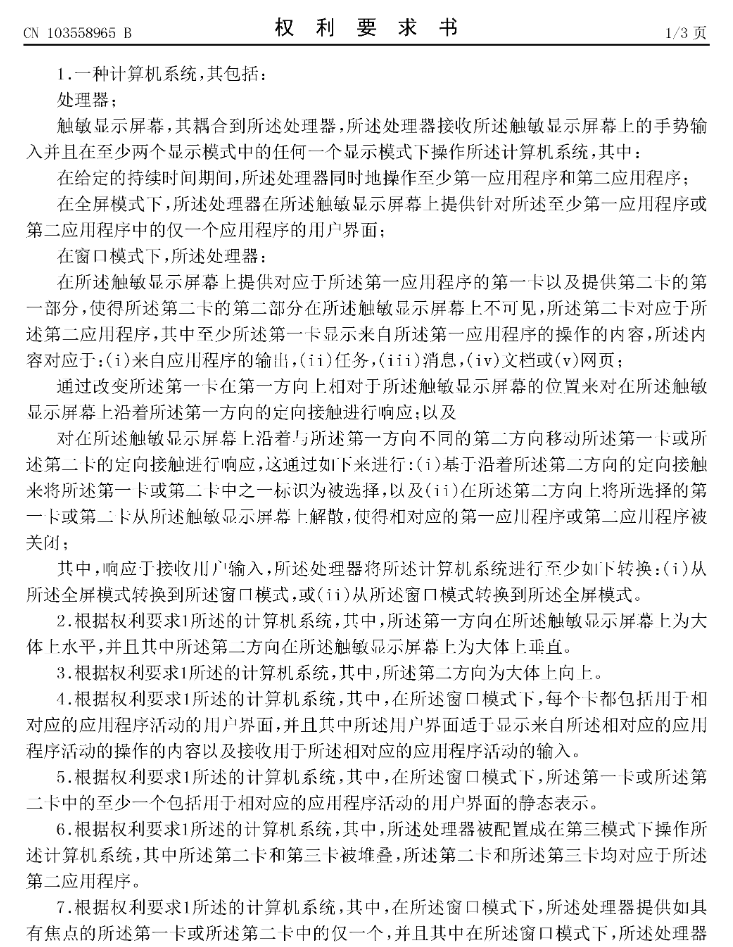 CN 103558965 B
权利要求书
1/3 页
1.一种计算机系统,其包括:
处理器;
触敏显示屏幕,其耦合到所述处理器,所述处理器接收所述触敏显示屏幕上的手势输
入并且在至少两个显示模式中的任何一个显示模式下操作所述计算机系统,其中:
在给定的持续时间期间,所述处理器同时地操作至少第一应用程序和第二应用程序;
在全屏模式下,所述处理器在所述触敏显示屏幕上提供针对所述至少第一应用程序或
第二应用程序中的仅一个应用程序的用户界面;
在窗口模式下,所述处理器:
在所述触敏显示屏幕上提供对应于所述第一应用程序的第一卡以及提供第二卡的第
一部分,使得所述第二卡的第二部分在所述触敏显示屏幕上不可见,所述第二卡对应于所
述第二应用程序,其中至少所述第一卡显示来自所述第一应用程序的操作的内容,所述内
容对应于:(i)来自应用程序的输出,(ii)任务,(iii)消息,(iv)文档或(v)网页;
通过改变所述第一卡在第一方向上相对于所述触敏显示屏幕的位置来对在所述触敏
显示屏幕上沿着所述第一方向的定向接触进行响应;以及
对在所述触敏显示屏幕上沿着与所述第一方向不同的第二方向移动所述第一卡或所
述第二卡的定向接触进行响应,这通过如下来进行:(i)基于沿着所述第二方向的定向接触
来将所述第一卡或第二卡中之一标识为被选择,以及(ii)在所述第二方向上将所选择的第
一卡或第二卡从所述触敏显示屏幕上解散,使得相对应的第一应用程序或第二应用程序被
关闭;
其中,响应于接收用户输入,所述处理器将所述计算机系统进行至少如下转换:(i)从
所述全屏模式转换到所述窗口模式,或(ii)从所述窗口模式转换到所述全屏模式。
2.根据权利要求1所述的计算机系统,其中,所述第一方向在所述触敏显示屏幕上为大
体上水平,并且其中所述第二方向在所述触敏显示屏幕上为大体上垂直。
3.根据权利要求1所述的计算机系统,其中,所述第二方向为大体上向上。
4.根据权利要求1所述的计算机系统,其中,在所述窗口模式下,每个卡都包括用于相
对应的应用程序活动的用户界面,并且其中所述用户界面适于显示来自所述相对应的应用
程序活动的操作的内容以及接收用于所述相对应的应用程序活动的输入。
5.根据权利要求1所述的计算机系统,其中,在所述窗口模式下,所述第一卡或所述第
二卡中的至少一个包括用于相对应的应用程序活动的用户界面的静态表示。
6.根据权利要求1所述的计算机系统,其中,所述处理器被配置成在第三模式下操作所
述计算机系统,其中所述第二卡和第三卡被堆叠,所述第二卡和所述第三卡均对应于所述
第二应用程序。
7.根据权利要求1所述的计算机系统,其中,在所述窗口模式下,所述处理器提供如具
有焦点的所述第一卡或所述第二卡中的仅一个,并且其中在所述窗口模式下,所述处理器